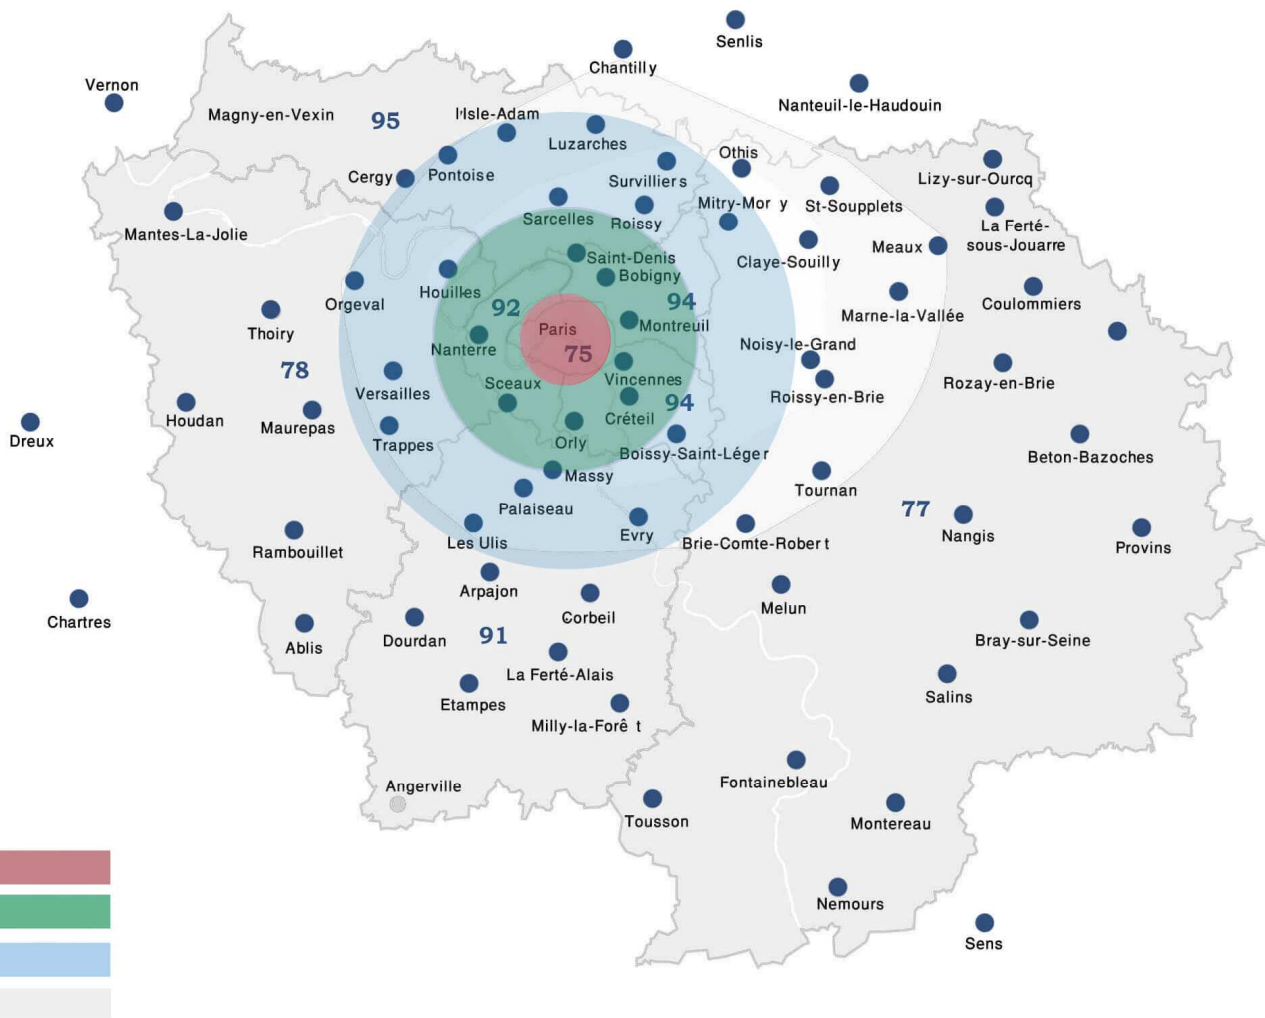 Senlis
Chantilly
Vernon
Nanteuil-le-Haudouin
Magny-en-Vexin
95
l'Isle-Adam
Luzarches
Othis
Cergy
Pontoise
Survilliers
Lizy-sur-Ourcq
Mitry-Mor y
St-Soupplets
Sarcelles
Roissy
Mantes-La-Jolie
La Ferté-
sous-Jouarre
Meaux
Saint-Denis
Claye-Souilly
Bobigny
Houilles
Orgeval
92
94
Coulommiers
Marne-la-Vallée
Thoiry
Paris
Montreuil
Nanterre
75
Noisy-le-Grand
78
Vincennes
Sceaux
Rozay-en-Brie
Versailles
Roissy-en-Brie
94
Houdan
Maurepas
Créteil
Dreux
Trappes
Orly
Boissy-Saint-Léger
Beton-Bazoches
Massy
Tournan
Palaiseau
77
Evry
Nangis
Les Ulis
Brie-Comte-Rober t
Rambouillet
Provins
Arpajon
Melun
Chartres
Corbeil
91
Dourdan
Ablis
Bray-sur-Seine
La Ferté-Alais
Salins
Etampes
Milly-la-Forê t
Fontainebleau
Angerville
Tousson
Montereau
Nemours
Sens